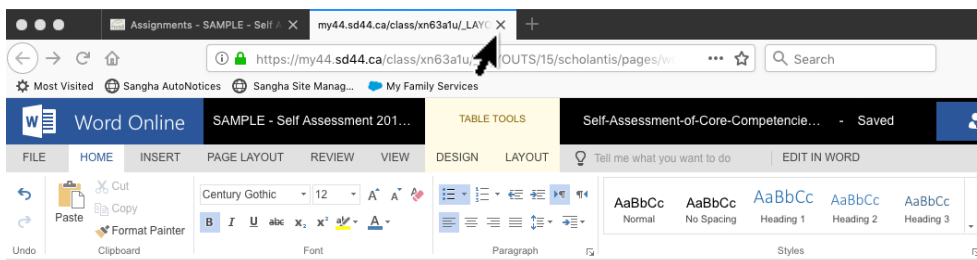 Assignments - SAMPLE - Self A my44.sd44.ca/class/xn63a1u/_LAYO
https://my44.sd44.ca/class/xn63a1u/ OUTS/15/scholantis/pages/w Search
Most Visited Sangha AutoNotices Sangha Site Manag... My Family Services
Word Online SAMPLE - Self Assessment 201... TABLE TOOLS Self-Assessment-of-Core-Competencie... - Saved
FILE HOME INSERT PAGE LAYOUT REVIEW VIEW DESIGN LAYOUT Tell me what you want to do EDIT IN WORD
Cut
Century Gothic 12
AaBbCc AaBbCc AaBbCc AaBbCc AaBbCc
Paste Copy
Normal No Spacing Heading 1 Heading 2 Heading 3
Format Painter
B I U abc x₂ x² A
Undo Clipboard Font Paragraph Styles